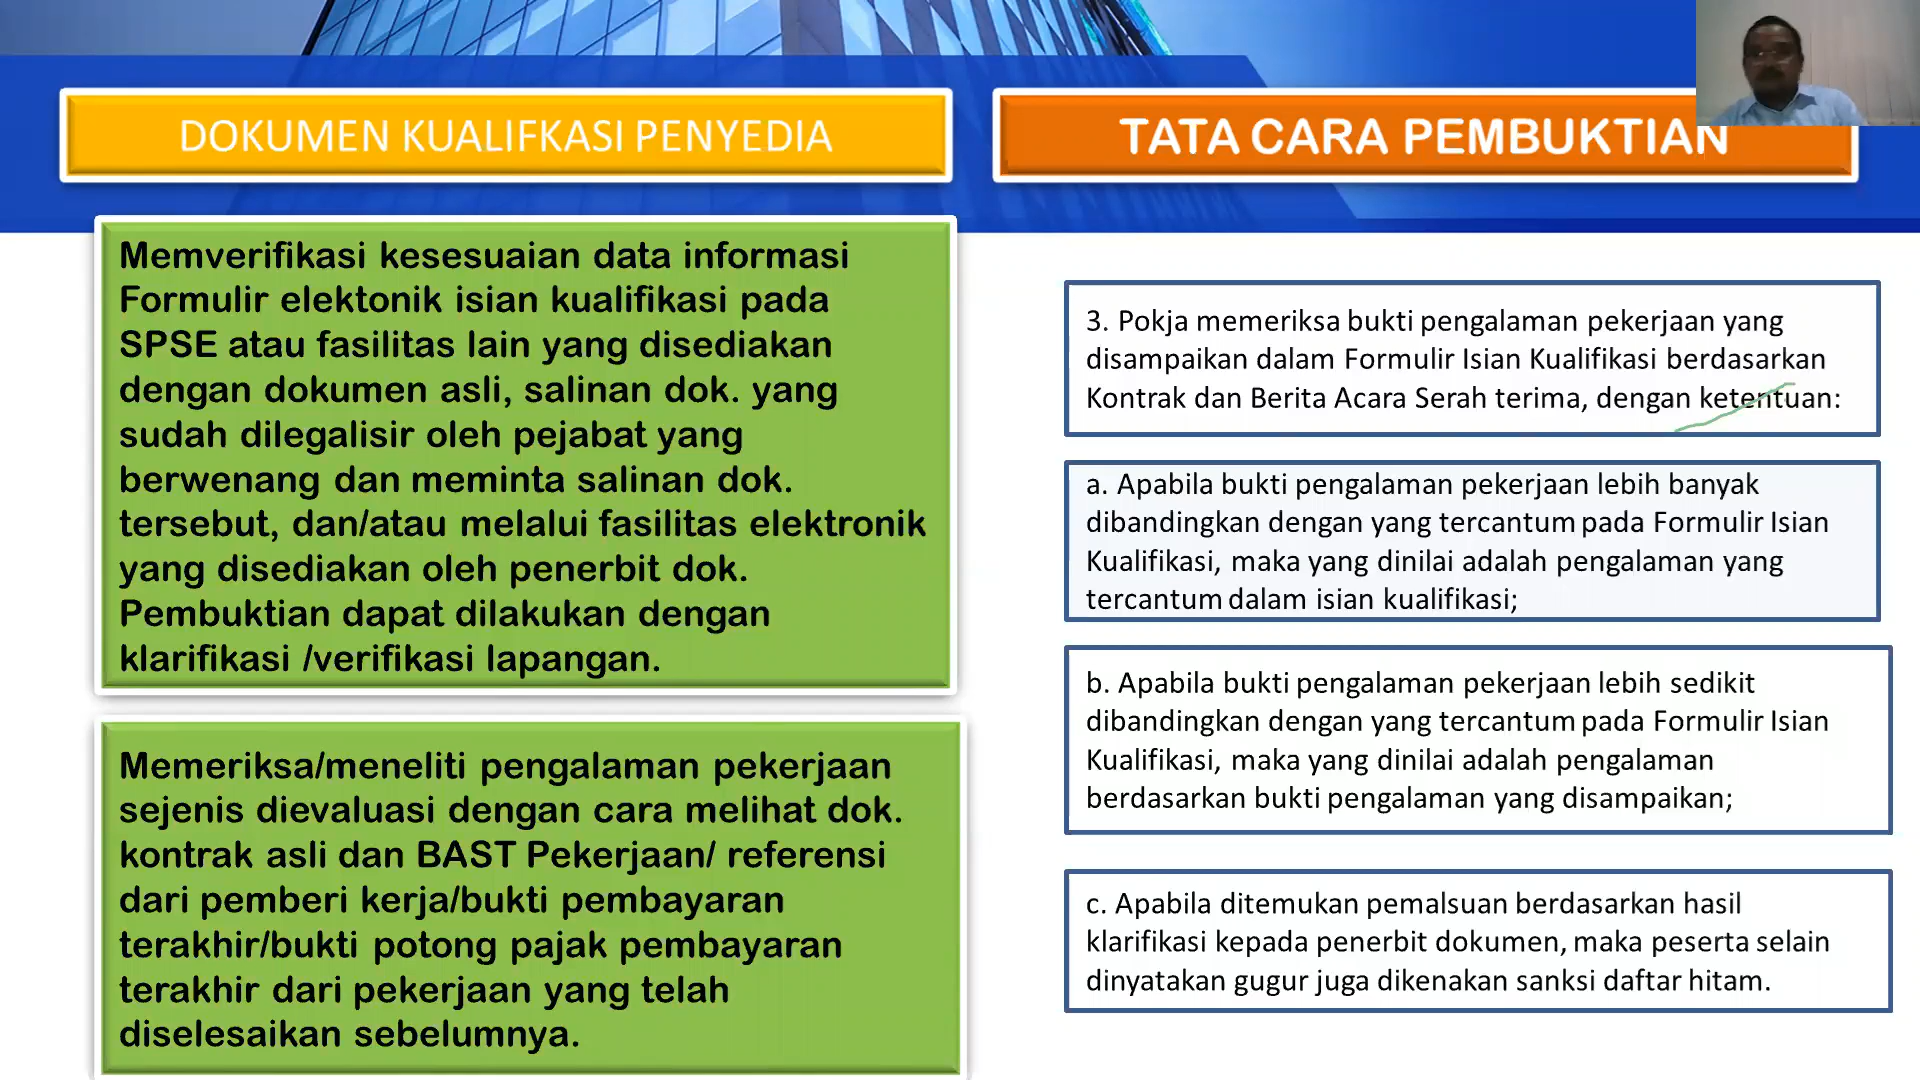 DOKUMEN KUALIFKASI PENYEDIA
Memverifikasi kesesuaian data informasi
Formulir elektonik isian kualifikasi pada
SPSE atau fasilitas lain yang disediakan
dengan dokumen asli, salinan dok. yang
sudah dilegalisir oleh pejabat yang
berwenang dan meminta salinan dok.
tersebut, dan/atau melalui fasilitas elektronik
yang disediakan oleh penerbit dok.
Pembuktian dapat dilakukan dengan
klarifikasi /verifikasi lapangan.
Memeriksa/meneliti pengalaman pekerjaan
sejenis dievaluasi dengan cara melihat dok.
kontrak asli dan BAST Pekerjaan/ referensi
dari pemberi kerja/bukti pembayaran
terakhir/bukti potong pajak pembayaran
terakhir dari pekerjaan yang telah
diselesaikan sebelumnya.
TATA CARA PEMBUKTIAN
3. Pokja memeriksa bukti pengalaman pekerjaan yang
disampaikan dalam Formulir Isian Kualifikasi berdasarkan
Kontrak dan Berita Acara Serah terima, dengan ketentuan:
a. Apabila bukti pengalaman pekerjaan lebih banyak
dibandingkan dengan yang tercantum pada Formulir Isian
Kualifikasi, maka yang dinilai adalah pengalaman yang
tercantum dalam isian kualifikasi;
b. Apabila bukti pengalaman pekerjaan lebih sedikit
dibandingkan dengan yang tercantum pada Formulir Isian
Kualifikasi, maka yang dinilai adalah pengalaman
berdasarkan bukti pengalaman yang disampaikan;
c. Apabila ditemukan pemalsuan berdasarkan hasil
klarifikasi kepada penerbit dokumen, maka peserta selain
dinyatakan gugur juga dikenakan sanksi daftar hitam.